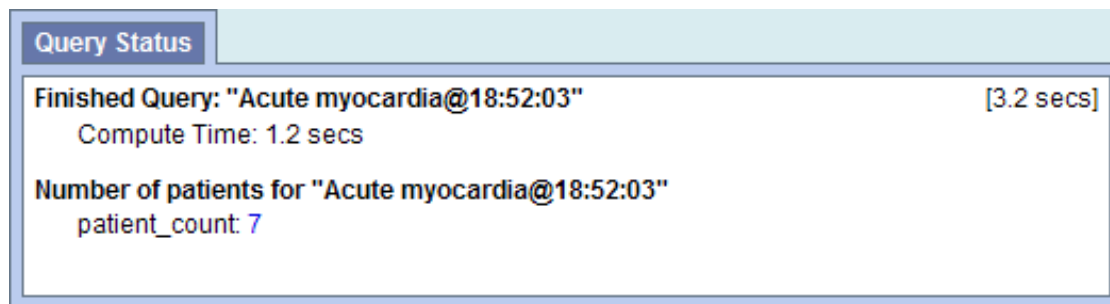 Query Status
Finished Query: "Acute myocardia@18:52:03" [3.2 secs]
Compute Time: 1.2 secs
Number of patients for "Acute myocardia@18:52:03"
patient_count: 7